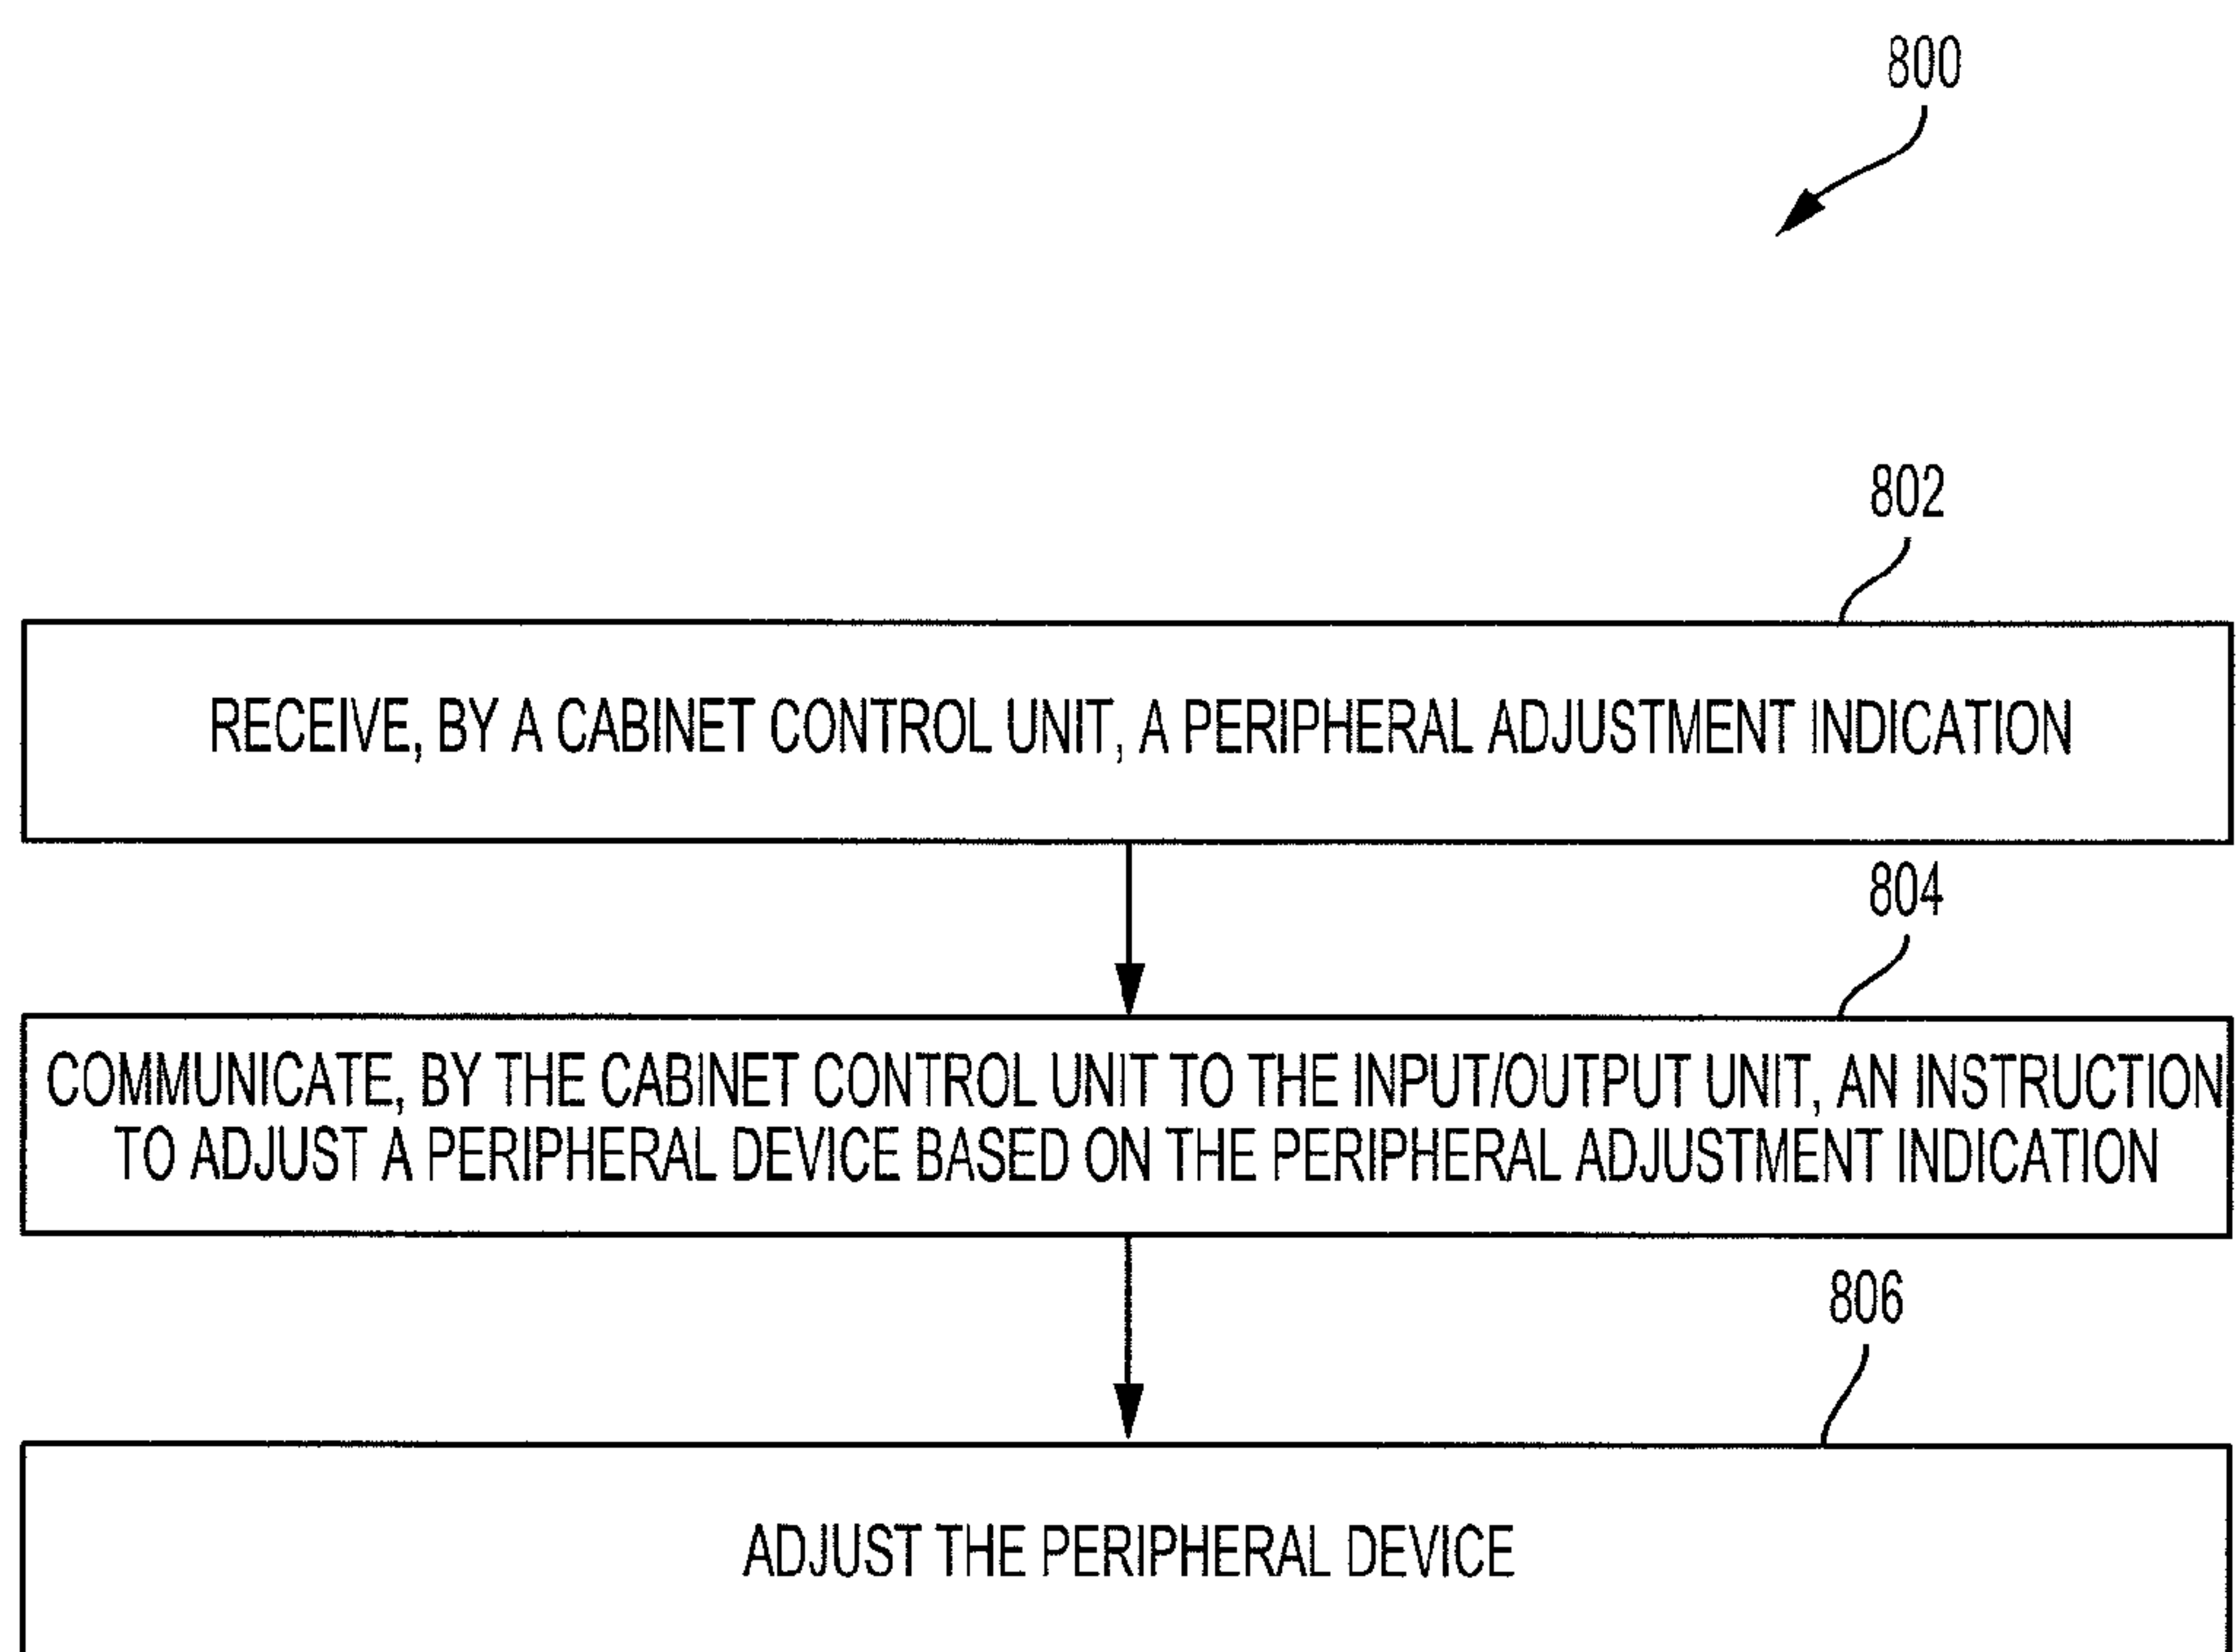 800
802
RECEIVE, BY A CABINET CONTROL UNIT, A PERIPHERAL ADJUSTMENT INDICATION
804
COMMUNICATE, BY THE CABINET CONTROL UNIT TO THE INPUT/OUTPUT UNIT, AN INSTRUCTION
TO ADJUST A PERIPHERAL DEVICE BASED ON THE PERIPHERAL ADJUSTMENT INDICATION
806
ADJUST THE PERIPHERAL DEVICE